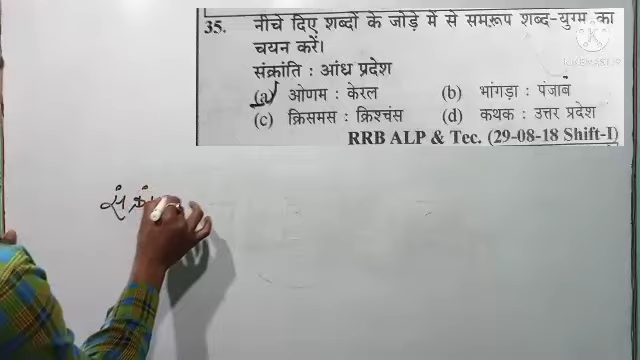 35. नीचे दिए शब्दों के जोड़े में से समरूप शब्द-युग्म का
चयन करें।
संक्रांति : आंध्र प्रदेश
(a) ओणम : केरल (b) भांगड़ा : पंजाब
(c) क्रिसमस : क्रिश्चंस (d) कथक : उत्तर प्रदेश
RRB ALP & Tec. (29-08-18 Shift-I)